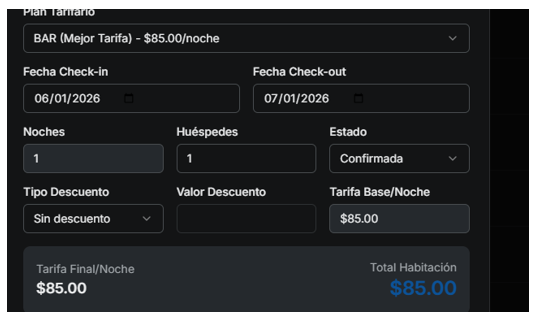 Plan Tarifario
BAR (Mejor Tarifa) - $85.00/noche
Fecha Check-in
Fecha Check-out
06/01/2026
07/01/2026
Noches
Huéspedes
Estado
1
1
Confirmada
Tipo Descuento
Valor Descuento
Tarifa Base/Noche
Sin descuento
$85.00
Tarifa Final/Noche
Total Habitación
$85.00
$85.00